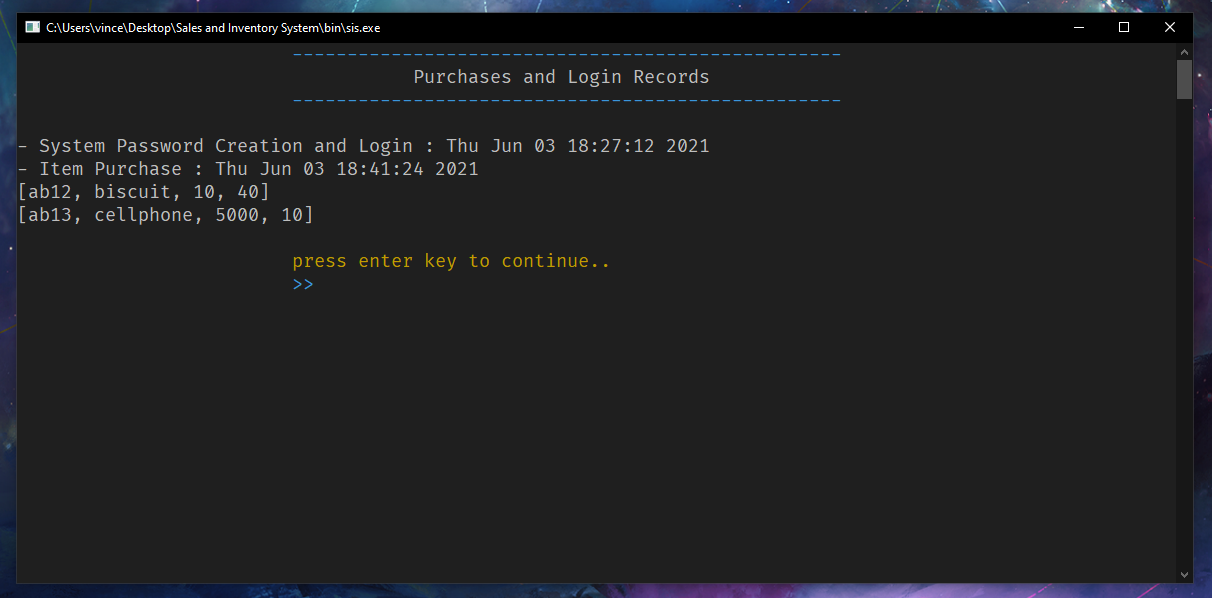 C:\Users\vince\Desktop\Sales and Inventory System\bin\sis.exe
--------------------------------------------------
Purchases and Login Records
--------------------------------------------------
- System Password Creation and Login : Thu Jun 03 18:27:12 2021
- Item Purchase : Thu Jun 03 18:41:24 2021
[ab12, biscuit, 10, 40]
[ab13, cellphone, 5000, 10]
press enter key to continue..
>>